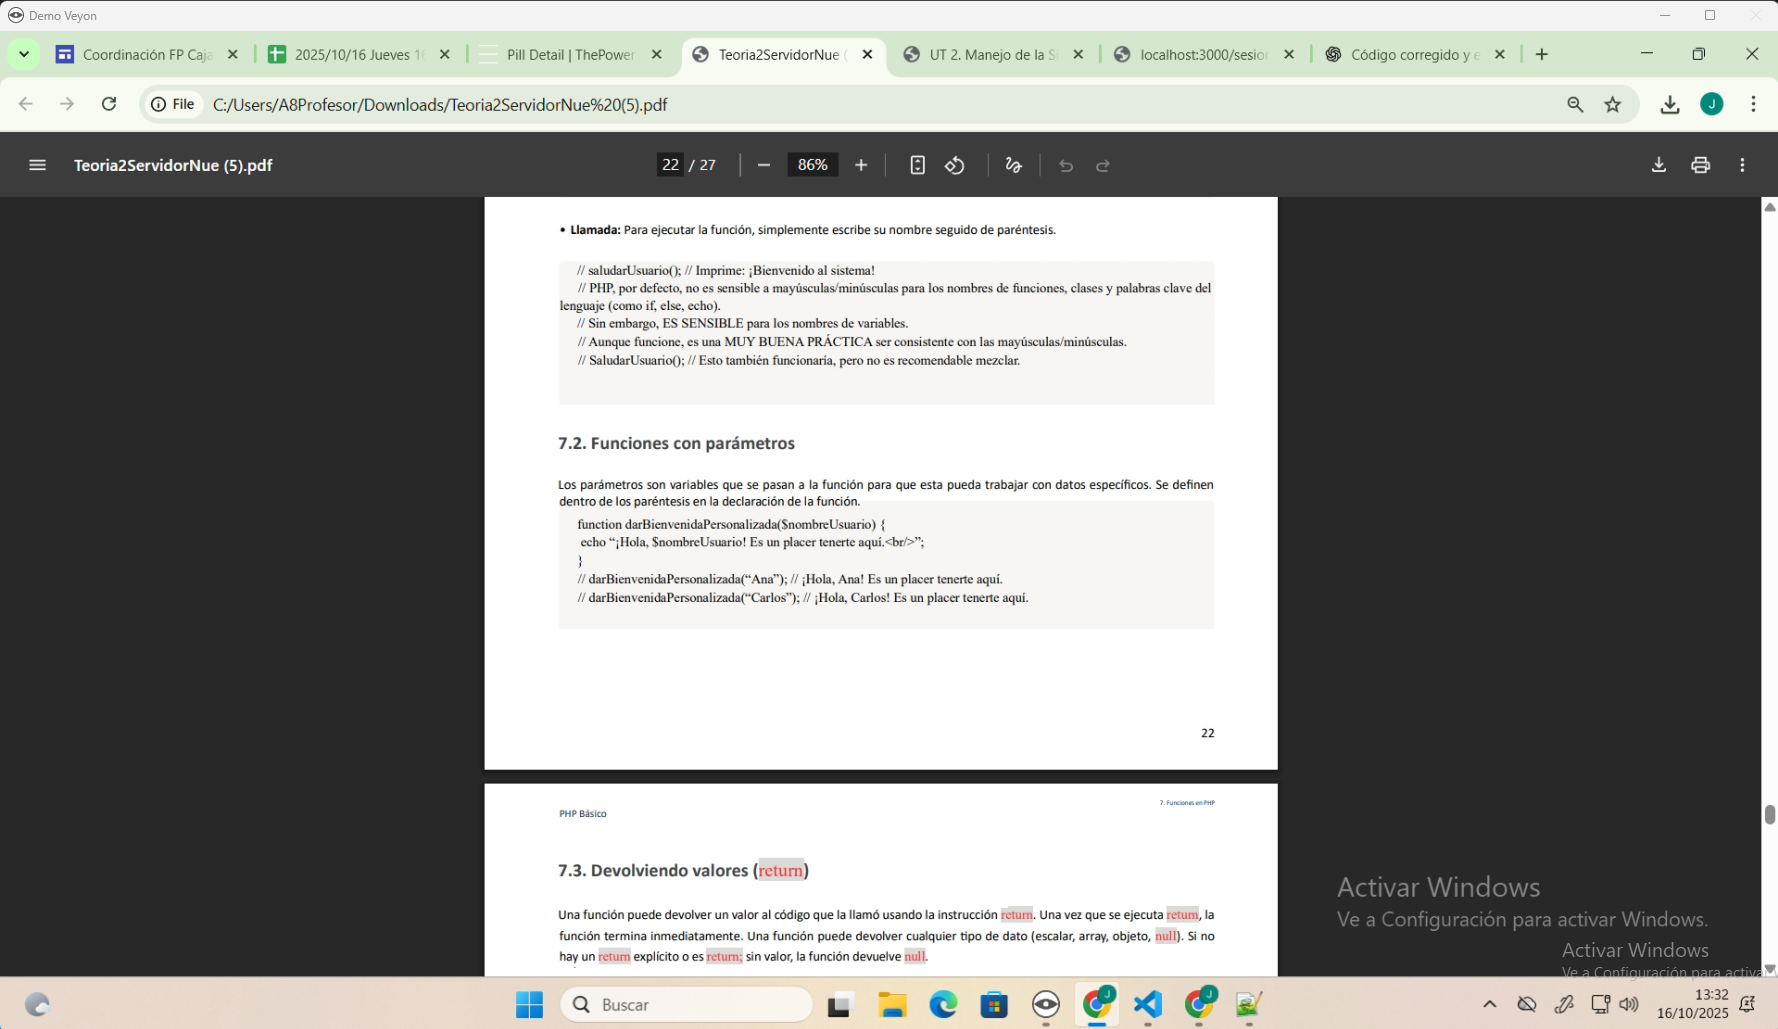 Demo Veyon
Coordinación FP Caja
2025/10/16 Jueves 16
Pill Detail | ThePower
Teoria2ServidorNue (
UT 2. Manejo de la S
localhost:3000/sesior
Código corregido y e
File
C:/Users/A8Profesor/Downloads/Teoria2ServidorNue%20(5).pdf
J
Teoria2ServidorNue (5).pdf
22 / 27
86%
• Llamada: Para ejecutar la función, simplemente escribe su nombre seguido de paréntesis.
// saludarUsuario(); // Imprime: ¡Bienvenido al sistema!
// PHP, por defecto, no es sensible a mayúsculas/minúsculas para los nombres de funciones, clases y palabras clave del
lenguaje (como if, else, echo).
// Sin embargo, ES SENSIBLE para los nombres de variables.
// Aunque funcione, es una MUY BUENA PRÁCTICA ser consistente con las mayúsculas/minúsculas.
// SaludarUsuario(); // Esto también funcionaría, pero no es recomendable mezclar.
7.2. Funciones con parámetros
Los parámetros son variables que se pasan a la función para que esta pueda trabajar con datos específicos. Se definen
dentro de los paréntesis en la declaración de la función.
function darBienvenidaPersonalizada($nombreUsuario) {
echo “¡Hola, $nombreUsuario! Es un placer tenerte aquí.<br/>”;
}
// darBienvenidaPersonalizada(“Ana”); // ¡Hola, Ana! Es un placer tenerte aquí.
// darBienvenidaPersonalizada(“Carlos”); // ¡Hola, Carlos! Es un placer tenerte aquí.
22
PHP Básico
7. Funciones en PHP
7.3. Devolviendo valores (return)
Una función puede devolver un valor al código que la llamó usando la instrucción return. Una vez que se ejecuta return, la
función termina inmediatamente. Una función puede devolver cualquier tipo de dato (escalar, array, objeto, null). Si no
hay un return explícito o es return; sin valor, la función devuelve null.
Activar Windows
Ve a Configuración para activar Windows.
Activar Windows
Ve a Configuración para activar
Buscar
J
J
13:32
16/10/2025